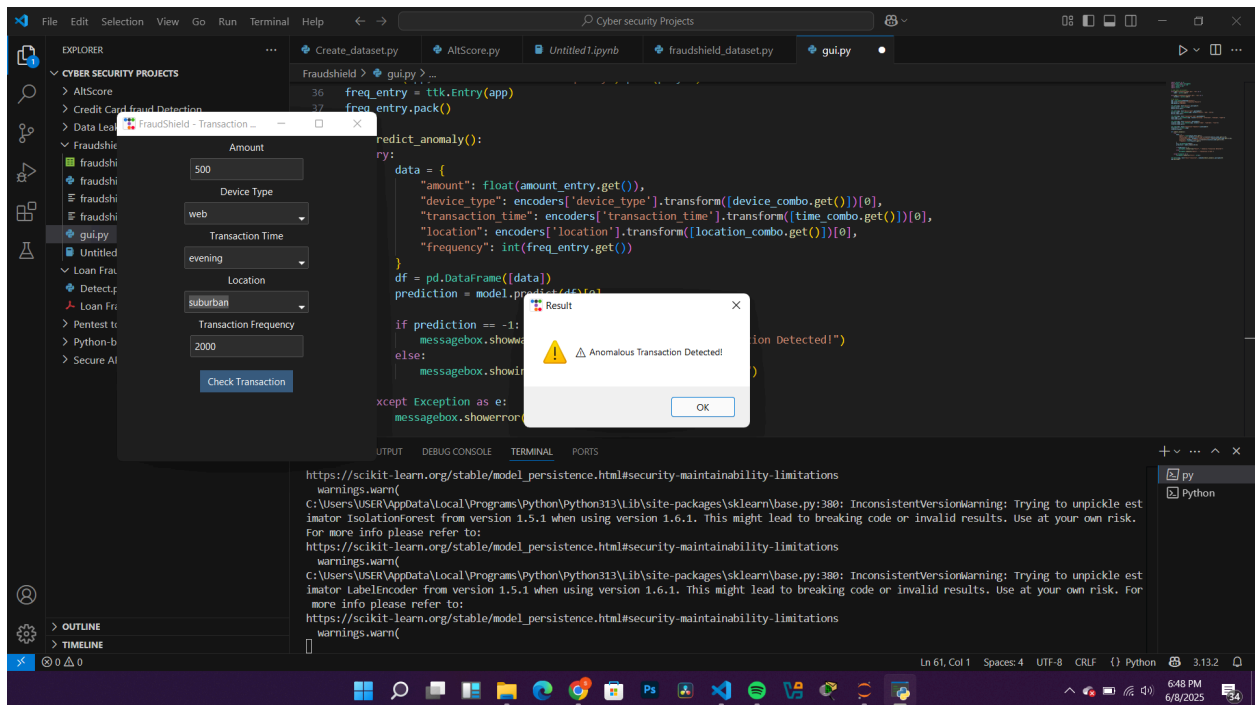 File Edit Selection View Go Run Terminal Help
Cyber security Projects
EXPLORER
CYBER SECURITY PROJECTS
AltScore
Credit Card fraud Detection
Data Leak
Fraudshie
fraudshi
fraudshi
fraudshi
fraudshi
gui.py
Untitled
Loan Frau
Detect.p
Loan Fra
Pentest to
Python-b
Secure AI
OUTLINE
TIMELINE
Create_dataset.py AltScore.py Untitled1.ipynb fraudshield_dataset.py gui.py
Fraudshield > gui.py > ...
36 freq_entry = ttk.Entry(app)
37 freq_entry.pack()
redict_anomaly():
ry:
data = {
"amount": float(amount_entry.get()),
"device_type": encoders['device_type'].transform([device_combo.get()])[0],
"transaction_time": encoders['transaction_time'].transform([time_combo.get()])[0],
"location": encoders['location'].transform([location_combo.get()])[0],
"frequency": int(freq_entry.get())
}
df = pd.DataFrame([data])
prediction = model.predict(df)[0]
if prediction == -1:
messagebox.showwa
ion Detected!")
else:
messagebox.showin
)
xcept Exception as e:
messagebox.showerror(
FraudShield - Transaction ...
Amount
500
Device Type
web
Transaction Time
evening
Location
suburban
Transaction Frequency
2000
Check Transaction
Result
⚠ Anomalous Transaction Detected!
OK
UTPUT DEBUG CONSOLE TERMINAL PORTS
https://scikit-learn.org/stable/model_persistence.html#security-maintainability-limitations
warnings.warn(
C:\Users\USER\AppData\Local\Programs\Python\Python313\Lib\site-packages\sklearn\base.py:380: InconsistentVersionWarning: Trying to unpickle est
imator IsolationForest from version 1.5.1 when using version 1.6.1. This might lead to breaking code or invalid results. Use at your own risk.
For more info please refer to:
https://scikit-learn.org/stable/model_persistence.html#security-maintainability-limitations
warnings.warn(
C:\Users\USER\AppData\Local\Programs\Python\Python313\Lib\site-packages\sklearn\base.py:380: InconsistentVersionWarning: Trying to unpickle est
imator LabelEncoder from version 1.5.1 when using version 1.6.1. This might lead to breaking code or invalid results. Use at your own risk. For
more info please refer to:
https://scikit-learn.org/stable/model_persistence.html#security-maintainability-limitations
warnings.warn(
py
Python
0 0
Ln 61, Col 1 Spaces: 4 UTF-8 CRLF {} Python 3.13.2
6:48 PM
6/8/2025
34